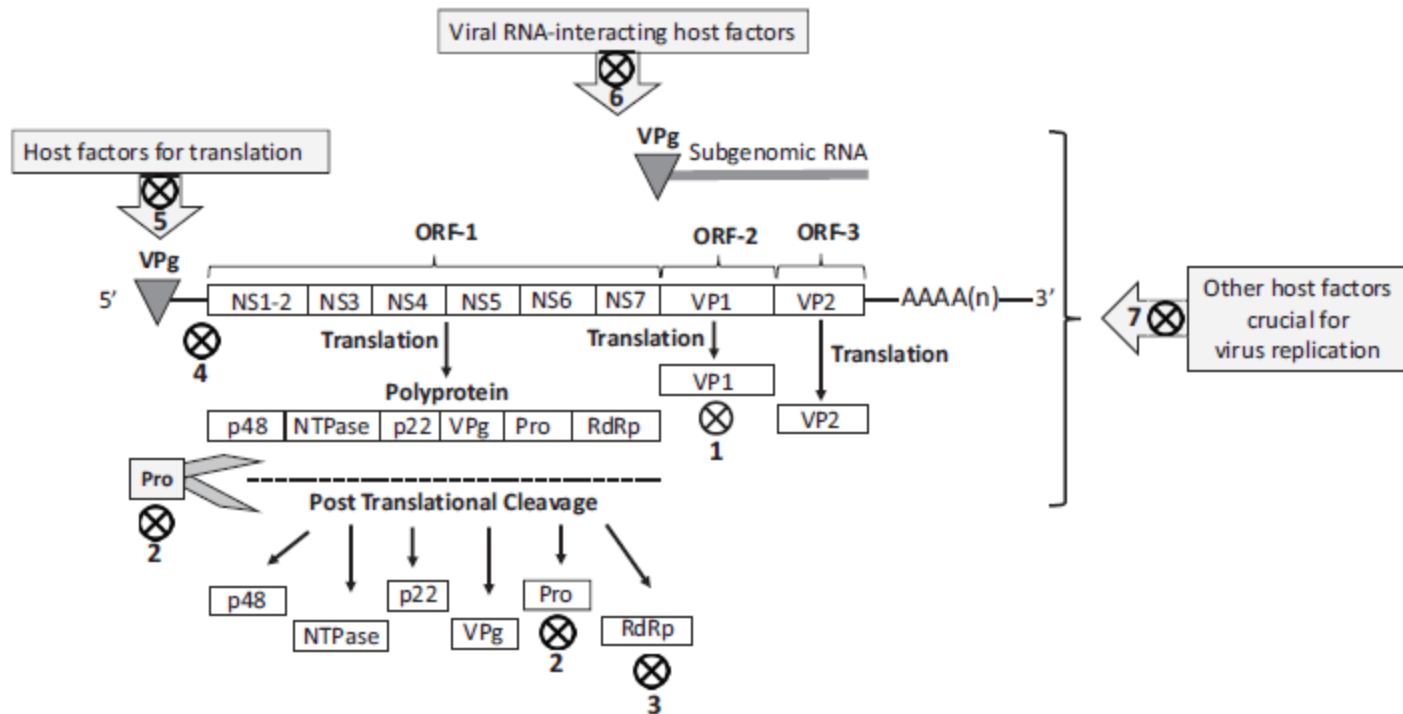 Viral RNA-interacting host factors
6
VPg
Subgenomic RNA
Host factors for translation
5
VPg
ORF-1
ORF-2
ORF-3
5’
NS1-2
NS3
NS4
NS5
NS6
NS7
VP1
VP2
AAAA(n)
3’
7
Other host factors
crucial for
virus replication
4
Translation
Translation
Translation
Polyprotein
VP1
1
VP2
p48
NTPase
p22
VPg
Pro
RdRp
Pro
2
Post Translational Cleavage
p48
NTPase
p22
VPg
Pro
2
RdRp
3